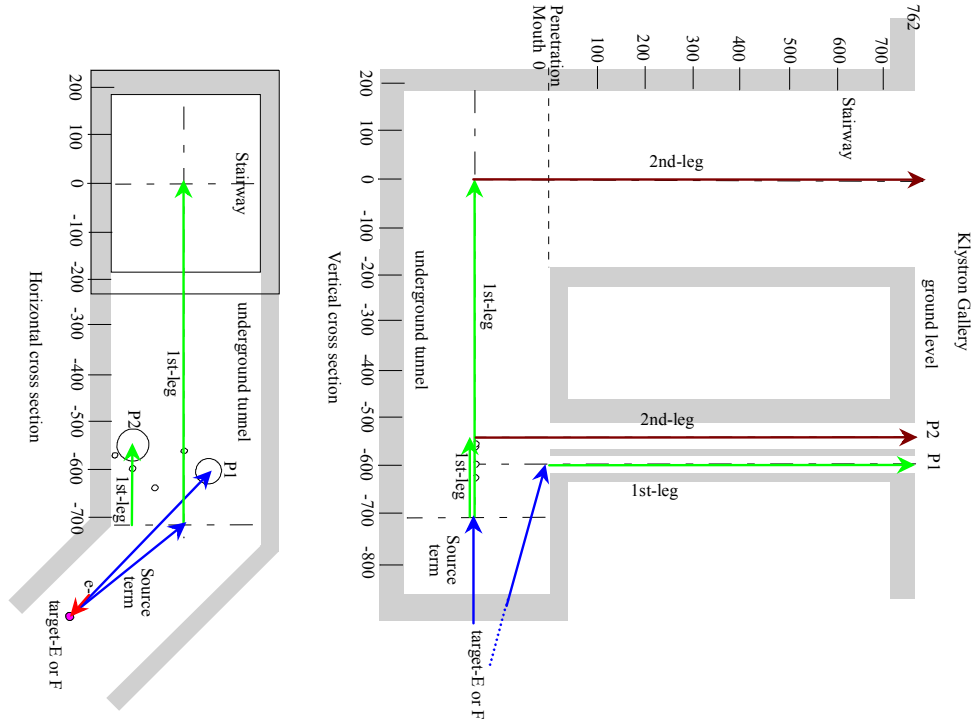 200
100
0
-100
-200
-300
-400
-500
-600
-700
Stairway
underground tunnel
1st-leg
P2
P1
1st-leg
Source
term
e-
target-E or F
Horizontal cross section
Penetration
Mouth 0
100
200
300
400
500
600
700
762
Stairway
2nd-leg
Klystron Gallery
ground level
200
100
0
-100
-200
-300
-400
-500
-600
-700
-800
underground tunnel
1st-leg
1st-leg
2nd-leg
P2
P1
1st-leg
Source
term
target-E or F
Vertical cross section